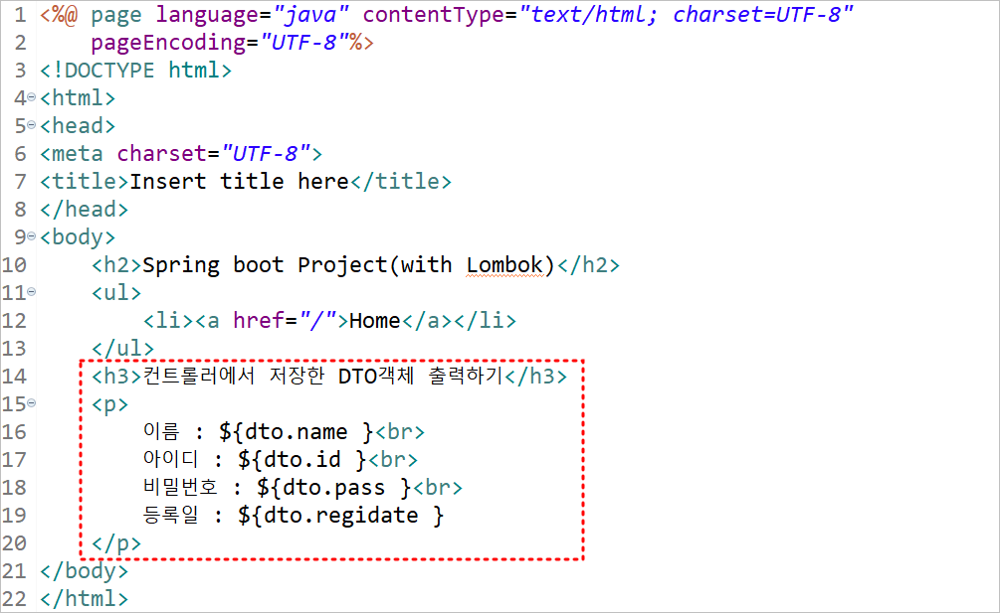 1 <%@ page language="java" contentType="text/html; charset=UTF-8"
2     pageEncoding="UTF-8"%>
3 <!DOCTYPE html>
4 <html>
5 <head>
6 <meta charset="UTF-8">
7 <title>Insert title here</title>
8 </head>
9 <body>
10     <h2>Spring boot Project(with Lombok)</h2>
11     <ul>
12         <li><a href="/">Home</a></li>
13     </ul>
14     <h3>컨트롤러에서 저장한 DTO객체 출력하기</h3>
15     <p>
16         이름 : ${dto.name }<br>
17         아이디 : ${dto.id }<br>
18         비밀번호 : ${dto.pass }<br>
19         등록일 : ${dto.regidate }
20     </p>
21 </body>
22 </html>